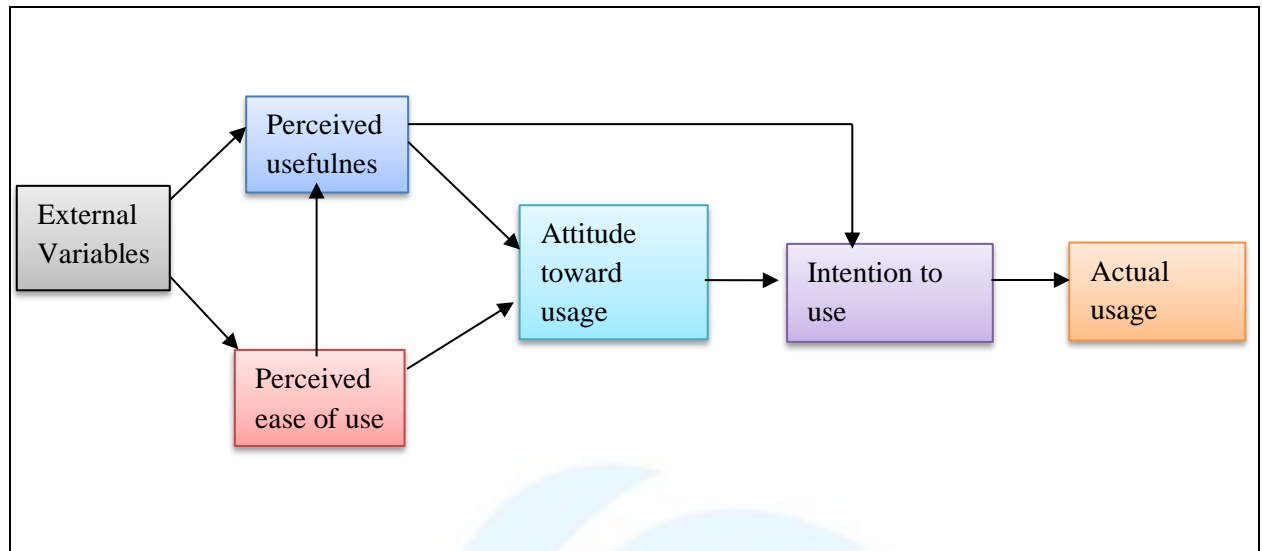 External
Variables
Perceived
usefulnes
Perceived
ease of use
Attitude
toward
usage
Intention to
use
Actual
usage